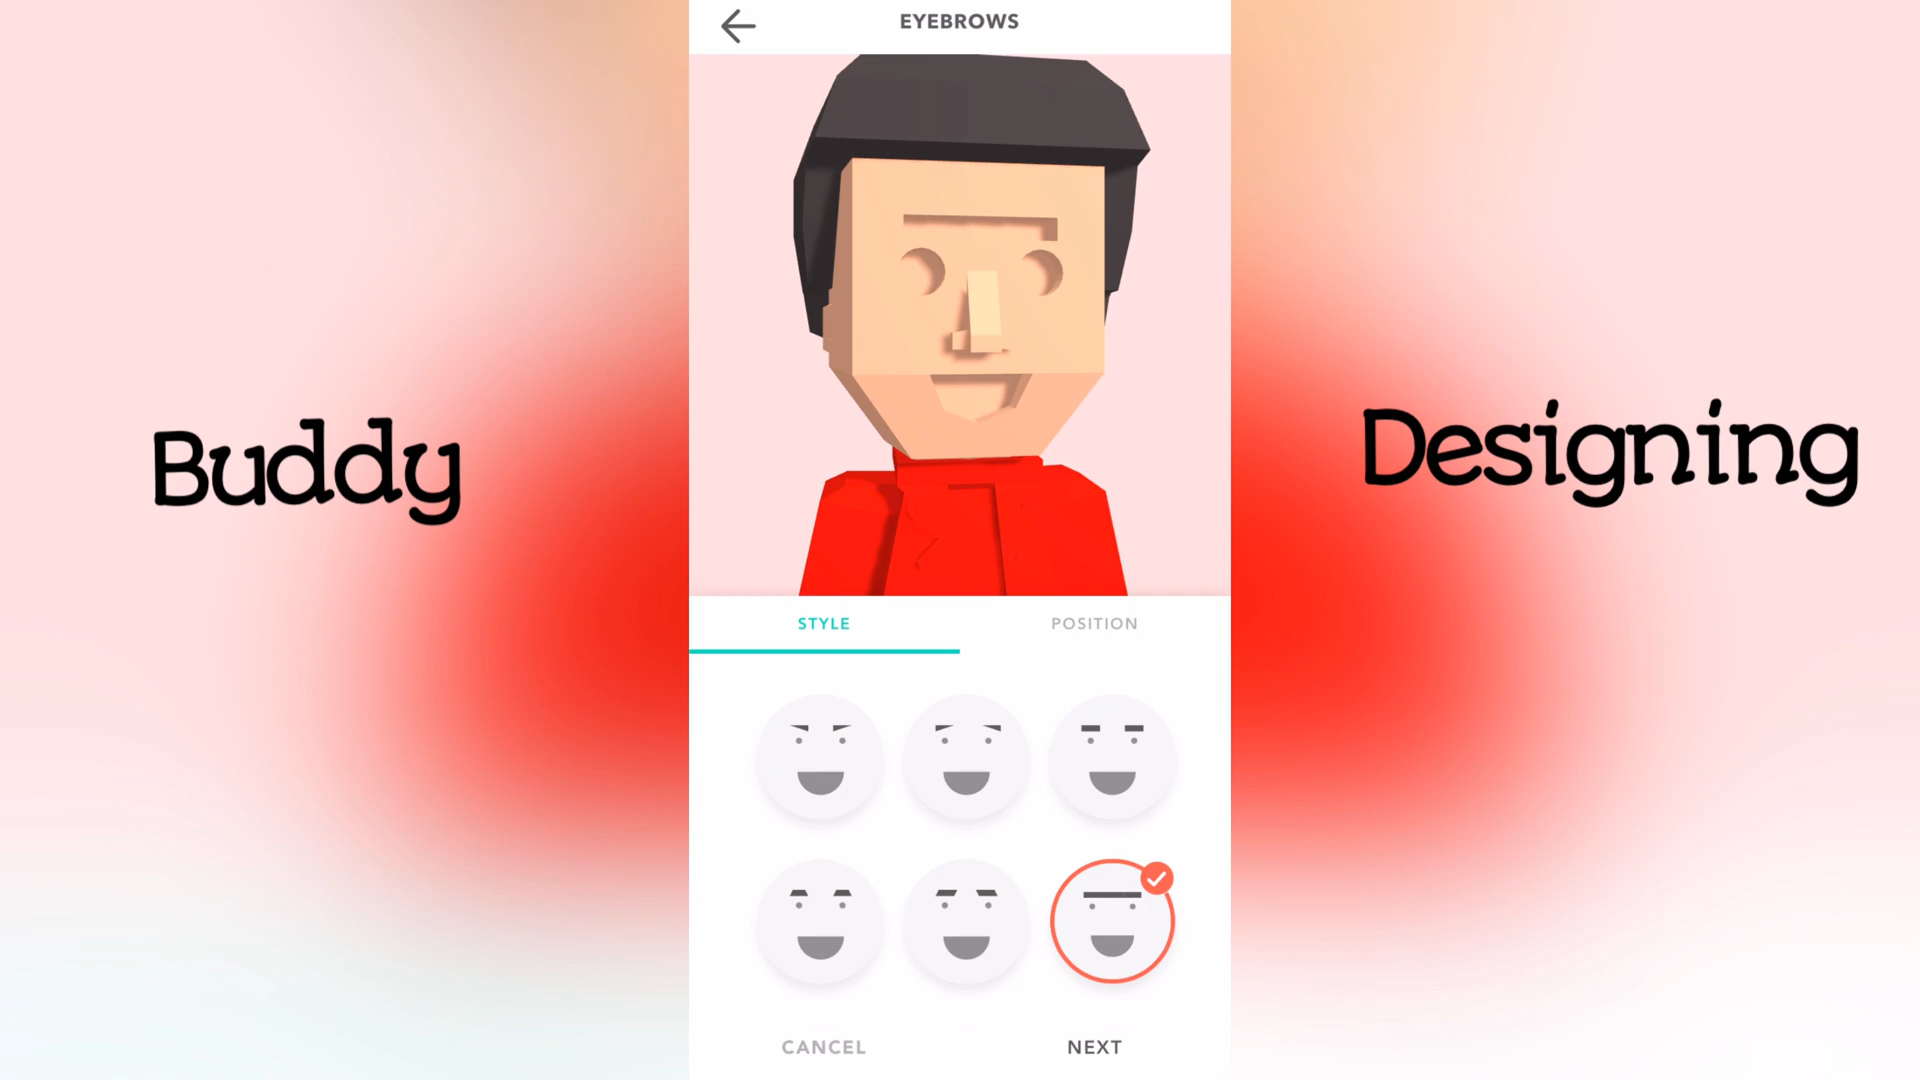 EYEBROWS
Buddy
Designing
STYLE
POSITION
CANCEL
NEXT